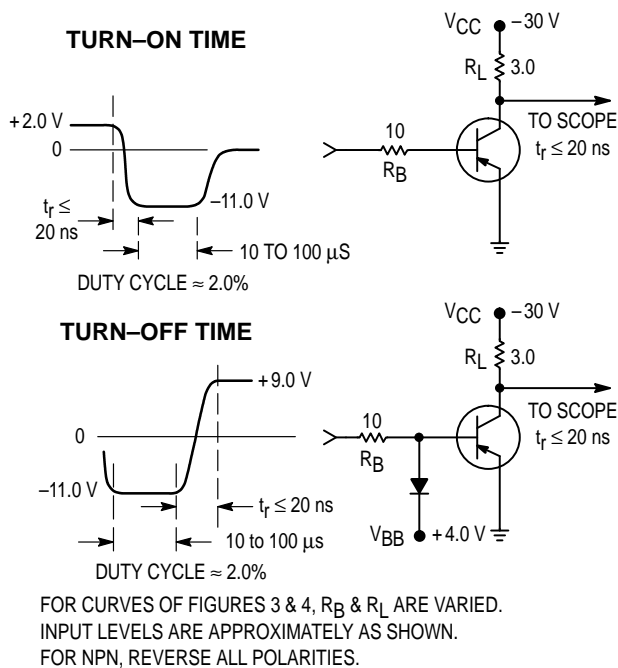 TURN–ON TIME
VCC –30 V
RL 3.0
TO SCOPE
tr ≤ 20 ns
10
RB
+2.0 V
0
–11.0 V
tr ≤
20 ns
10 TO 100 µS
DUTY CYCLE ≈ 2.0%
TURN–OFF TIME
VCC –30 V
RL 3.0
TO SCOPE
tr ≤ 20 ns
10
RB
VBB +4.0 V
+9.0 V
0
–11.0 V
tr ≤ 20 ns
10 to 100 µs
DUTY CYCLE ≈ 2.0%
FOR CURVES OF FIGURES 3 & 4, RB & RL ARE VARIED.
INPUT LEVELS ARE APPROXIMATELY AS SHOWN.
FOR NPN, REVERSE ALL POLARITIES.